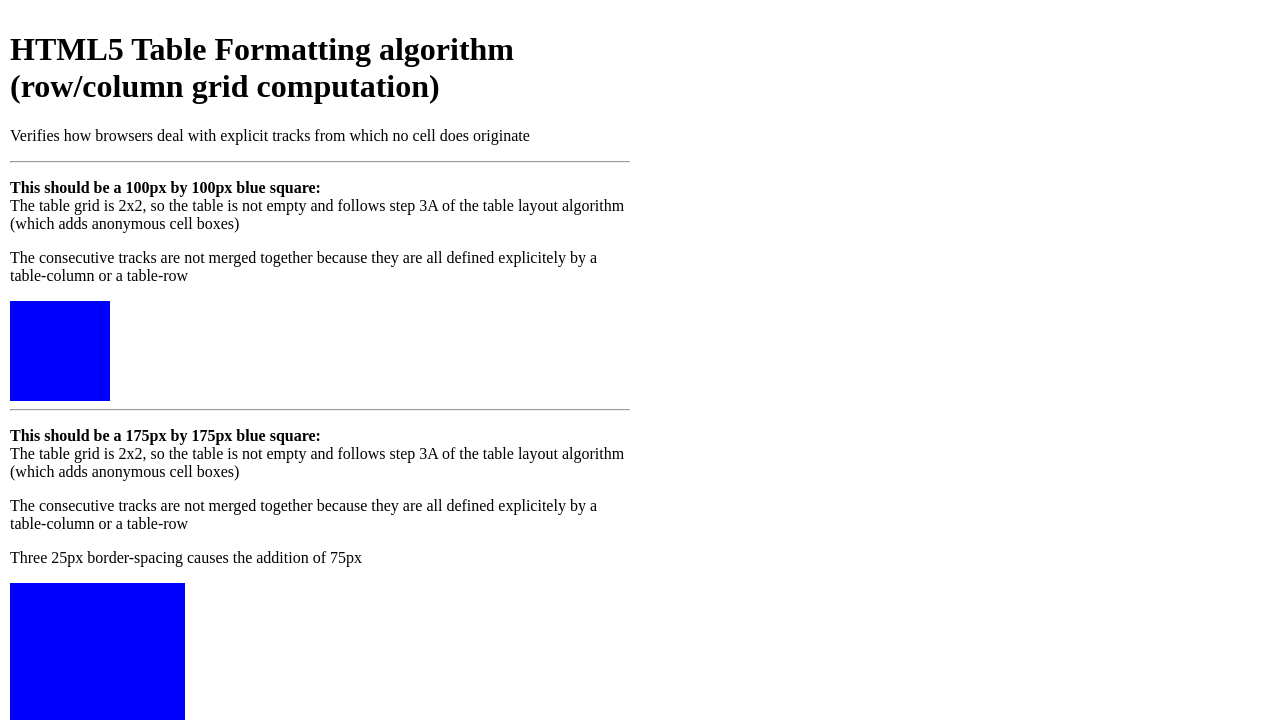 HTML5 Table Formatting algorithm
(row/column grid computation)
Verifies how browsers deal with explicit tracks from which no cell does originate
This should be a 100px by 100px blue square:
The table grid is 2x2, so the table is not empty and follows step 3A of the table layout algorithm
(which adds anonymous cell boxes)
The consecutive tracks are not merged together because they are all defined explicitely by a
table-column or a table-row
This should be a 175px by 175px blue square:
The table grid is 2x2, so the table is not empty and follows step 3A of the table layout algorithm
(which adds anonymous cell boxes)
The consecutive tracks are not merged together because they are all defined explicitely by a
table-column or a table-row
Three 25px border-spacing causes the addition of 75px